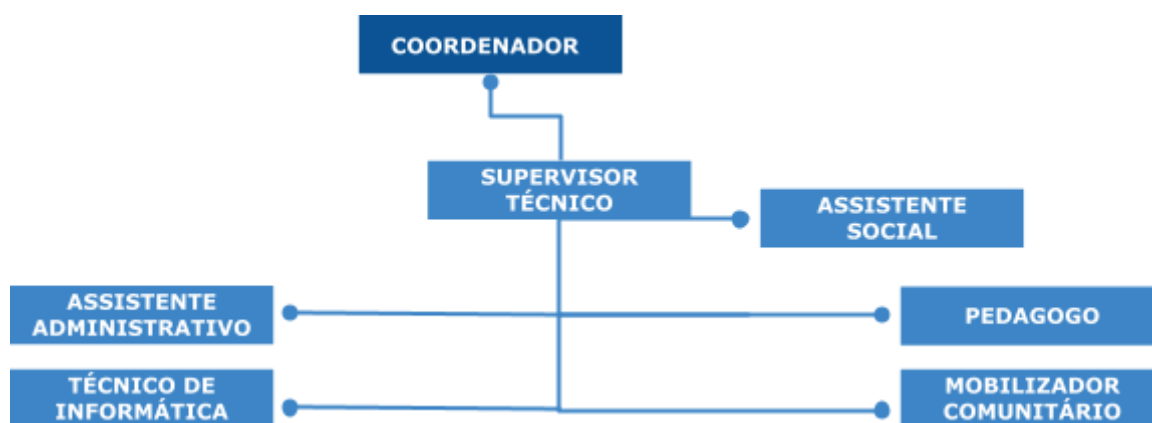 COORDENADOR
SUPERVISOR
TÉCNICO
ASSISTENTE
SOCIAL
ASSISTENTE
ADMINISTRATIVO
PEDAGOGO
TÉCNICO DE
INFORMÁTICA
MOBILIZADOR
COMUNITÁRIO